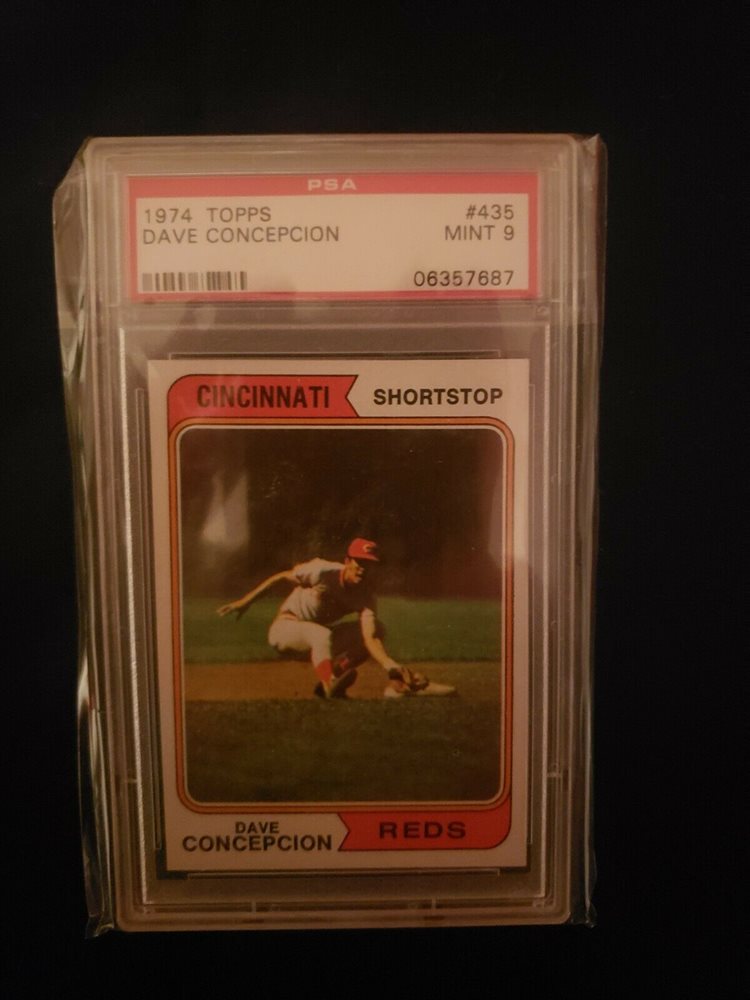 PSA
1974 TOPPS #435
DAVE CONCEPCION MINT 9
06357687
CINCINNATI SHORTSTOP
DAVE
CONCEPCION REDS